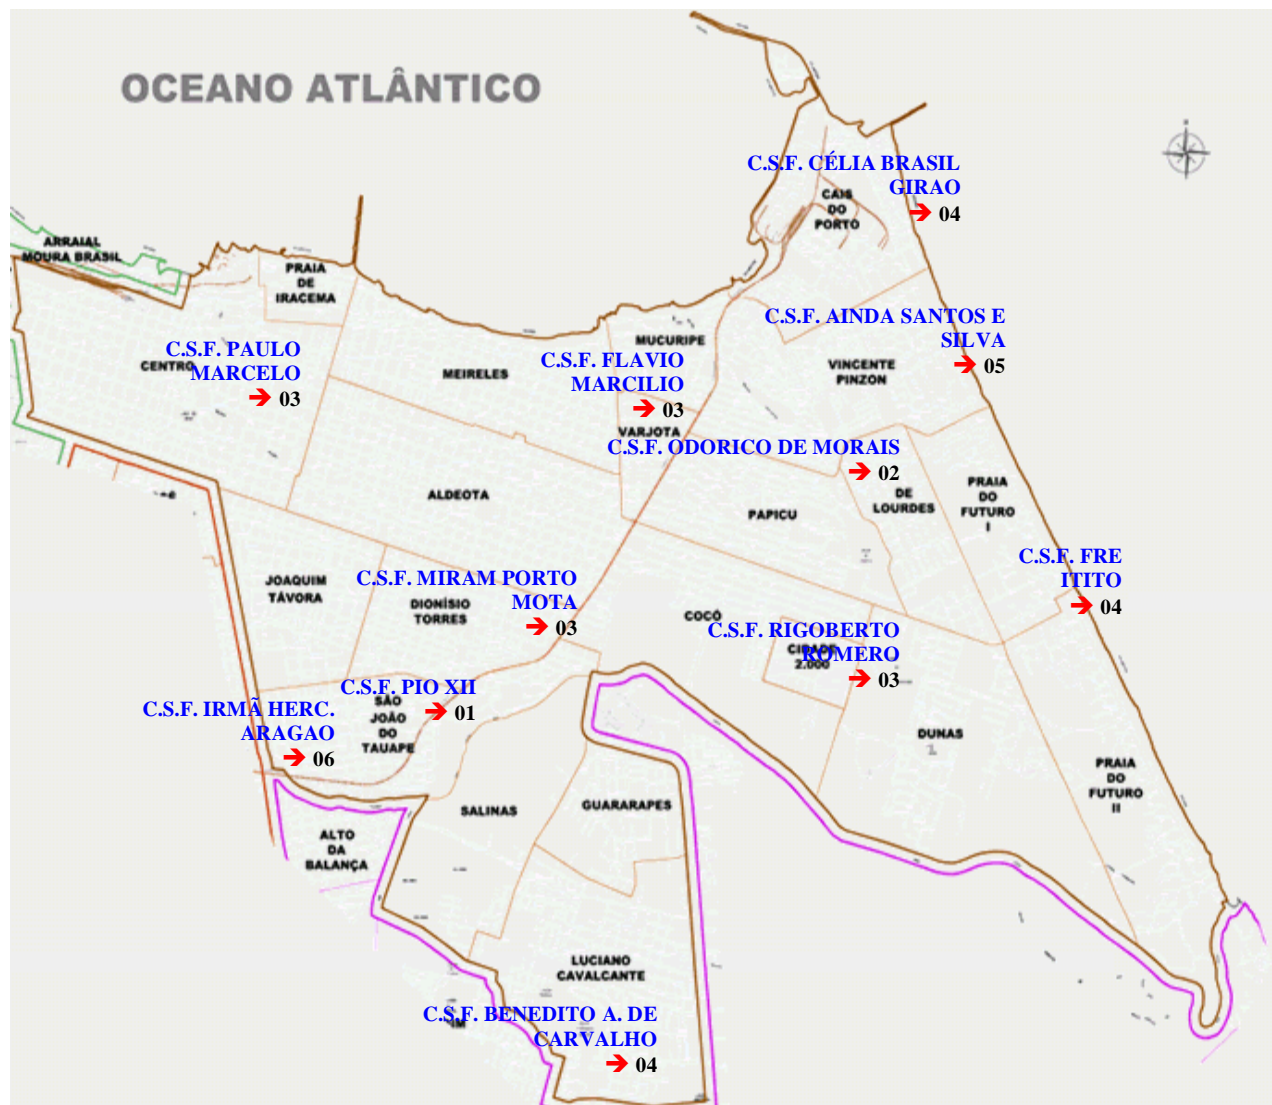 OCEANO ATLÂNTICO
C.S.F. CÉLIA BRASIL
GIRAO
04
CAIS
DO
PORTO
ARRAIAL
MOURA BRASIL
PRAIA
DE
IRACEMA
C.S.F. AINDA SANTOS E
SILVA
05
MUCURIPE
C.S.F. PAULO
MARCELO
03
CENTRO
C.S.F. FLAVIO
MARCILIO
03
MEIRELES
VINCENTE
PINZON
VARJOTA
C.S.F. ODORICO DE MORAIS
02
ALDEOTA
PAPICU
DE
LOURDES
PRAIA
DO
FUTURO
I
C.S.F. FRE
ITITO
04
JOAQUIM
TÁVORA
C.S.F. MIRAM PORTO
MOTA
03
DIONÍSIO
TORRES
COCÓ
C.S.F. RIGOBERTO
ROMERO
03
CIDADE
2.000
C.S.F. PIO XII
01
SÃO
JOÃO
DO
TAUAPE
C.S.F. IRMÃ HERC.
ARAGAO
06
DUNAS
PRAIA
DO
FUTURO
II
SALINAS
GUARARAPES
ALTO
DA
BALANÇA
LUCIANO
CAVALCANTE
C.S.F. BENEDITO A. DE
CARVALHO
04